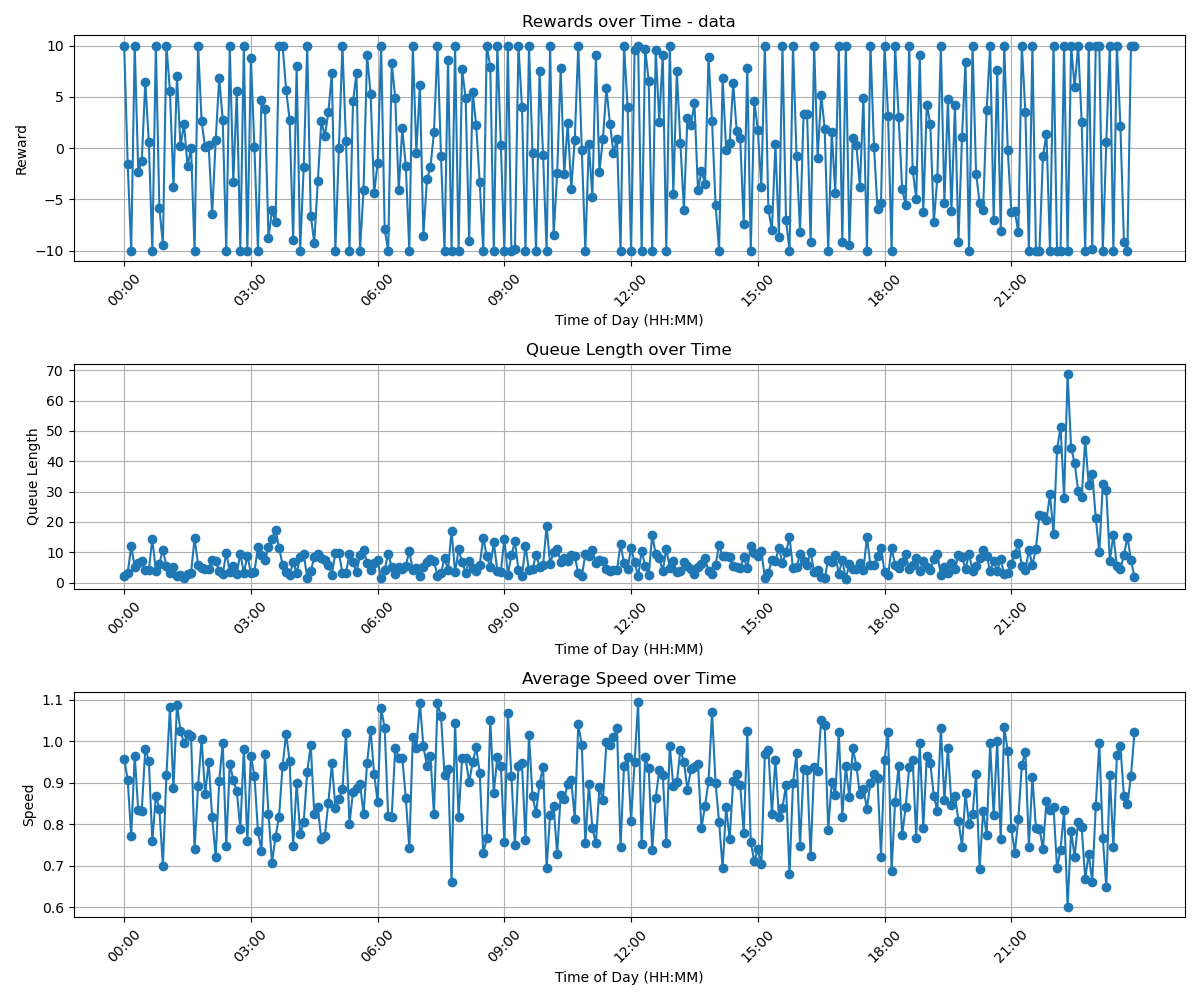 Rewards over Time - data
Reward
10
5
0
−5
−10
00:00 03:00 06:00 09:00 12:00 15:00 18:00 21:00
Time of Day (HH:MM)
Queue Length over Time
Queue Length
70
60
50
40
30
20
10
0
00:00 03:00 06:00 09:00 12:00 15:00 18:00 21:00
Time of Day (HH:MM)
Average Speed over Time
Speed
1.1
1.0
0.9
0.8
0.7
0.6
00:00 03:00 06:00 09:00 12:00 15:00 18:00 21:00
Time of Day (HH:MM)